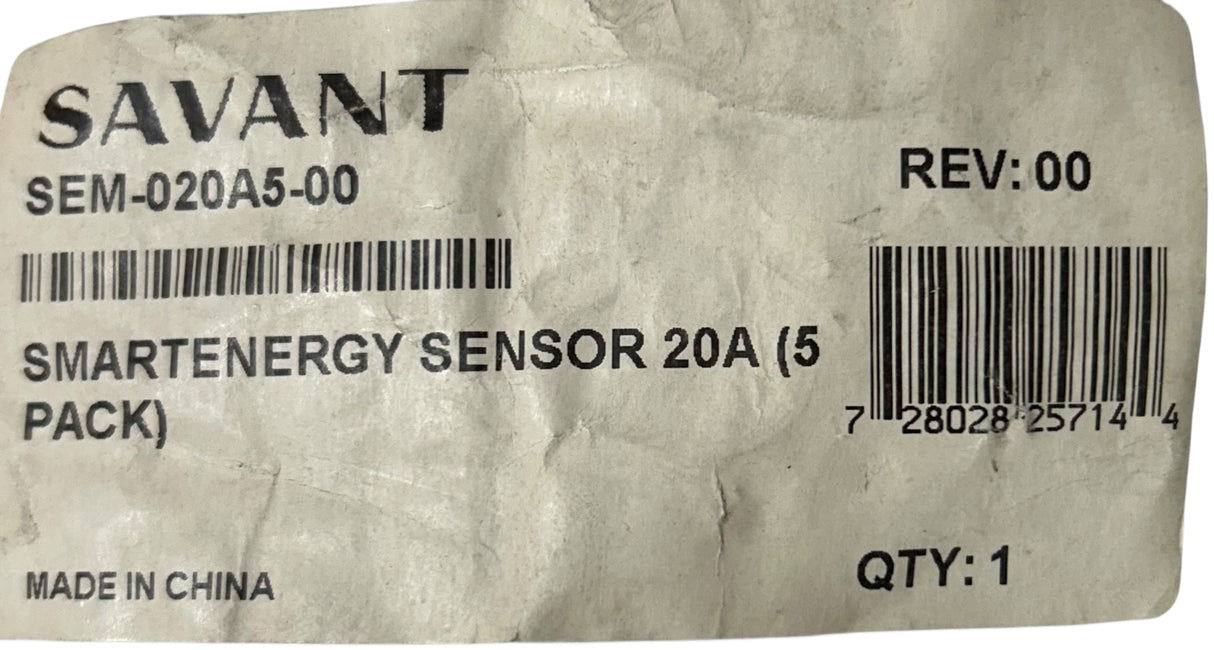 SAVANT
SEM-020A5-00
REV: 00
SMARTENERGY SENSOR 20A (5
PACK)
7 28028 25714 4
MADE IN CHINA
QTY: 1